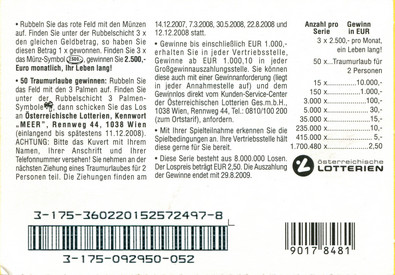 • Rubbeln Sie das rote Feld mit den Münzen
auf. Finden Sie unter der Rubbelschicht 3 x
den gleichen Geldbetrag, so haben Sie
diesen Betrag 1 x gewonnen. Finden Sie 3 x
das Münz-Symbol, gewinnen Sie 2.500,-
Euro monatlich, Ihr Leben lang!
• 50 Traumurlaube gewinnen: Rubbeln Sie
das Feld mit den 3 Palmen auf. Finden Sie
unter der Rubbelschicht 3 Palmen-
Symbole, dann schicken Sie das Los
an Österreichische Lotterien, Kennwort
„MEER", Rennweg 44, 1038 Wien
(einlangend bis spätestens 11.12.2008).
ACHTUNG: Bitte das Kuvert mit Ihrem
Namen, Ihrer Anschrift und Ihrer
Telefonnummer versehen! Sie nehmen an der
nächsten Ziehung eines Traumurlaubes für 2
Personen teil. Die Ziehungen finden am
14.12.2007, 7.3.2008, 30.5.2008, 22.8.2008 und
12.12.2008 statt.
• Gewinne bis einschließlich EUR 1.000,-
erhalten Sie in jeder Vertriebsstelle,
Gewinne ab EUR 1.000,10 in jeder
Großgewinnauszahlungsstelle. Sie können
diese auch mit einer Gewinnanforderung (liegt
in jeder Annahmestelle auf) und dem
Gewinnlos direkt vom Kunden-Service-Center
der Österreichischen Lotterien Ges.m.b.H.,
1038 Wien, Rennweg 44, Tel.: 0810/100 200
(zum Ortstarif), anfordern.
• Mit Ihrer Spielteilnahme erkennen Sie die
Spielbedingungen an. Ihre Vertriebsstelle hält
diese gerne für Sie bereit.
• Diese Serie besteht aus 8.000.000 Losen.
Der Lospreis beträgt EUR 2,50. Die Auszahlung
der Gewinne endet mit 29.8.2009.
Anzahl pro Gewinn
Serie in EUR
3 x 2.500,- pro Monat,
ein Leben lang!
50 x Traumurlaube für
2 Personen
15 x 10.000,-
150 x 1.000,-
3.000 x 100,-
5.000 x 50,-
35.000 x 20,-
235.000 x 10,-
415.000 x 5,-
1.700.480 x 2,50
österreichische
LOTTERIEN
3-175-3602201525724 97-8
3-175-092950-052
9017 8481